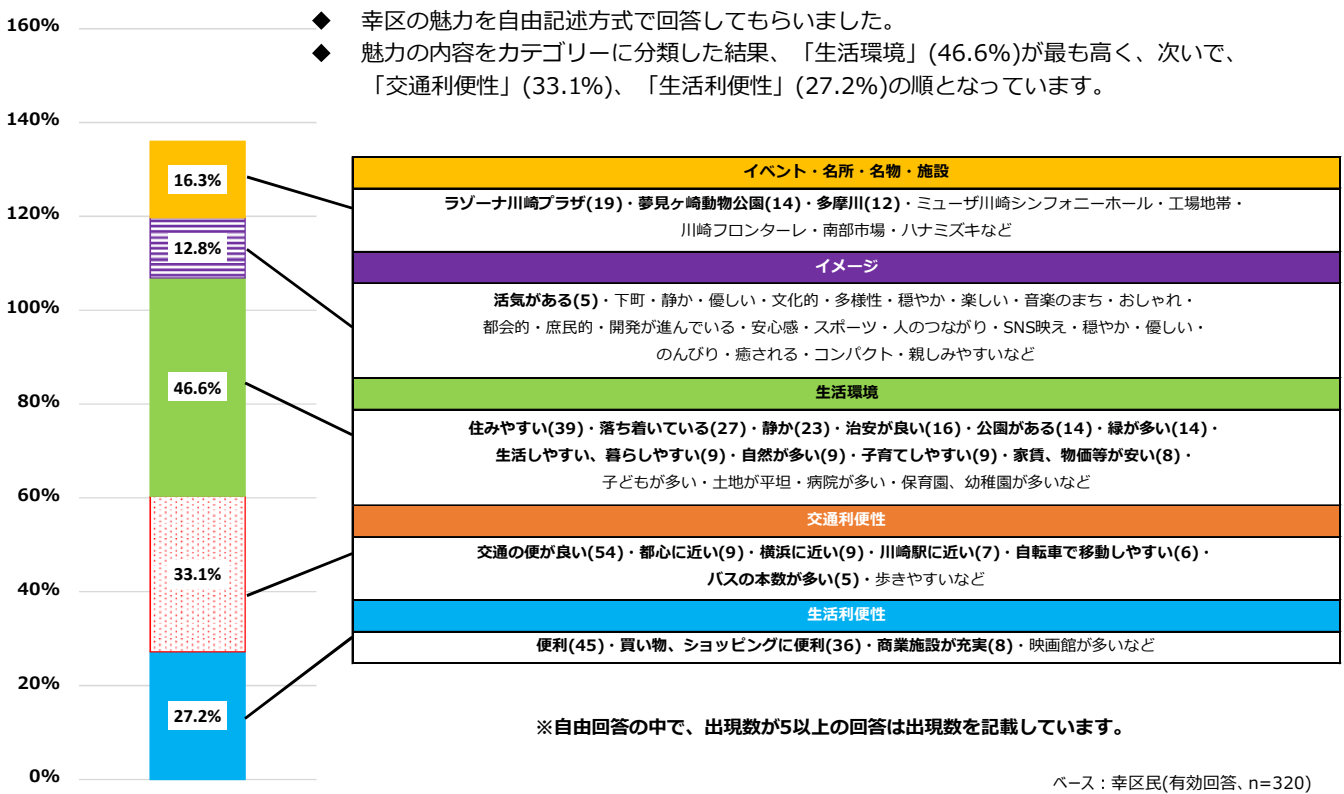 ◆ 幸区の魅力を自由記述方式で回答してもらいました。
◆ 魅力の内容をカテゴリーに分類した結果、「生活環境」(46.6%)が最も高く、次いで、
「交通利便性」(33.1%)、「生活利便性」(27.2%)の順となっています。
160%
140%
120%
100%
80%
60%
40%
20%
0%
16.3%
12.8%
46.6%
33.1%
27.2%
イベント・名所・名物・施設
ラゾーナ川崎プラザ(19)・夢見ヶ崎動物公園(14)・多摩川(12)・ミューザ川崎シンフォニーホール・工場地帯・
川崎フロンターレ・南部市場・ハナミズキなど
イメージ
活気がある(5)・下町・静か・優しい・文化的・多様性・穏やか・楽しい・音楽のまち・おしゃれ・
都会的・庶民的・開発が進んでいる・安心感・スポーツ・人のつながり・SNS映え・穏やか・優しい・
のんびり・癒される・コンパクト・親しみやすいなど
生活環境
住みやすい(39)・落ち着いている(27)・静か(23)・治安が良い(16)・公園がある(14)・緑が多い(14)・
生活しやすい、暮らしやすい(9)・自然が多い(9)・子育てしやすい(9)・家賃、物価等が安い(8)・
子どもが多い・土地が平坦・病院が多い・保育園、幼稚園が多いなど
交通利便性
交通の便が良い(54)・都心に近い(9)・横浜に近い(9)・川崎駅に近い(7)・自転車で移動しやすい(6)・
バスの本数が多い(5)・歩きやすいなど
生活利便性
便利(45)・買い物、ショッピングに便利(36)・商業施設が充実(8)・映画館が多いなど
※自由回答の中で、出現数が5以上の回答は出現数を記載しています。
ベース：幸区民(有効回答、n=320)